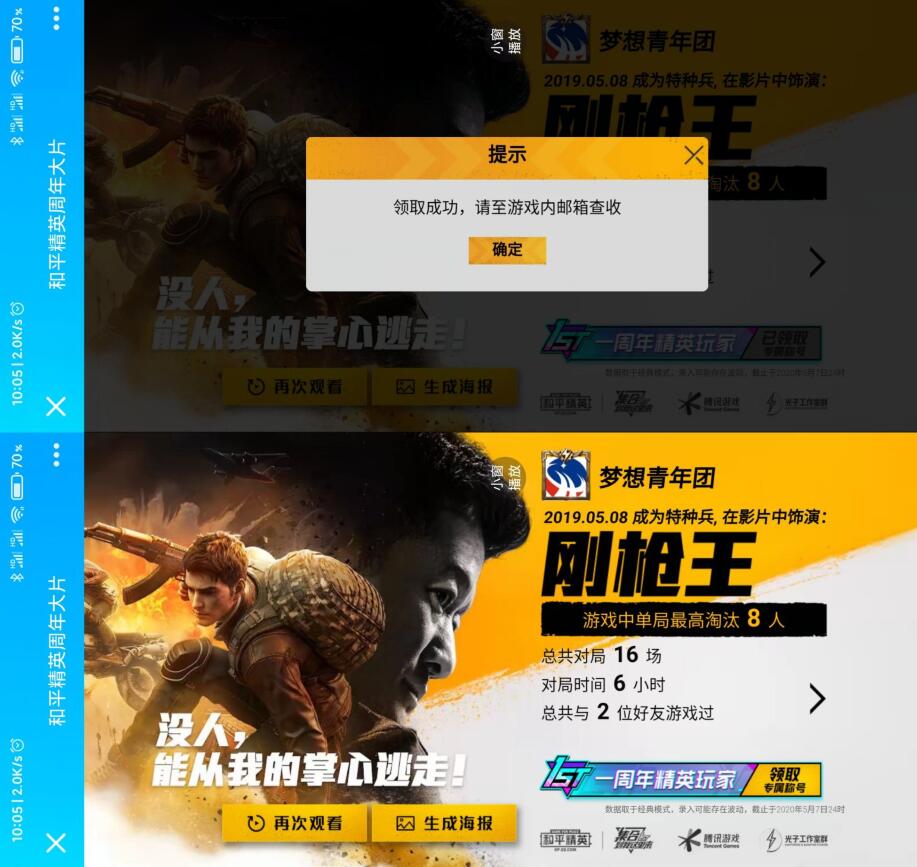 70%
10:05 | 2.0K/s
和平精英周年大片
小窗
播放
梦想青年团
2019.05.08 成为特种兵, 在影片中饰演:
刚枪王
淘汰 8 人
提示
领取成功，请至游戏内邮箱查收
确定
没人，
能从我的掌心逃走!
再次观看
生成海报
1ST 一周年精英玩家
已领取
专属称号
数据取于经典模式，录入可能存在波动，截止于2020年5月7日24时
和平精英
腾讯游戏
Tencent Games
光子工作室群
70%
10:05 | 2.0K/s
和平精英周年大片
小窗
播放
梦想青年团
2019.05.08 成为特种兵, 在影片中饰演:
刚枪王
游戏中单局最高淘汰 8 人
总共对局 16 场
对局时间 6 小时
总共与 2 位好友游戏过
没人，
能从我的掌心逃走!
再次观看
生成海报
1ST 一周年精英玩家
领取
专属称号
数据取于经典模式，录入可能存在波动，截止于2020年5月7日24时
和平精英
腾讯游戏
Tencent Games
光子工作室群